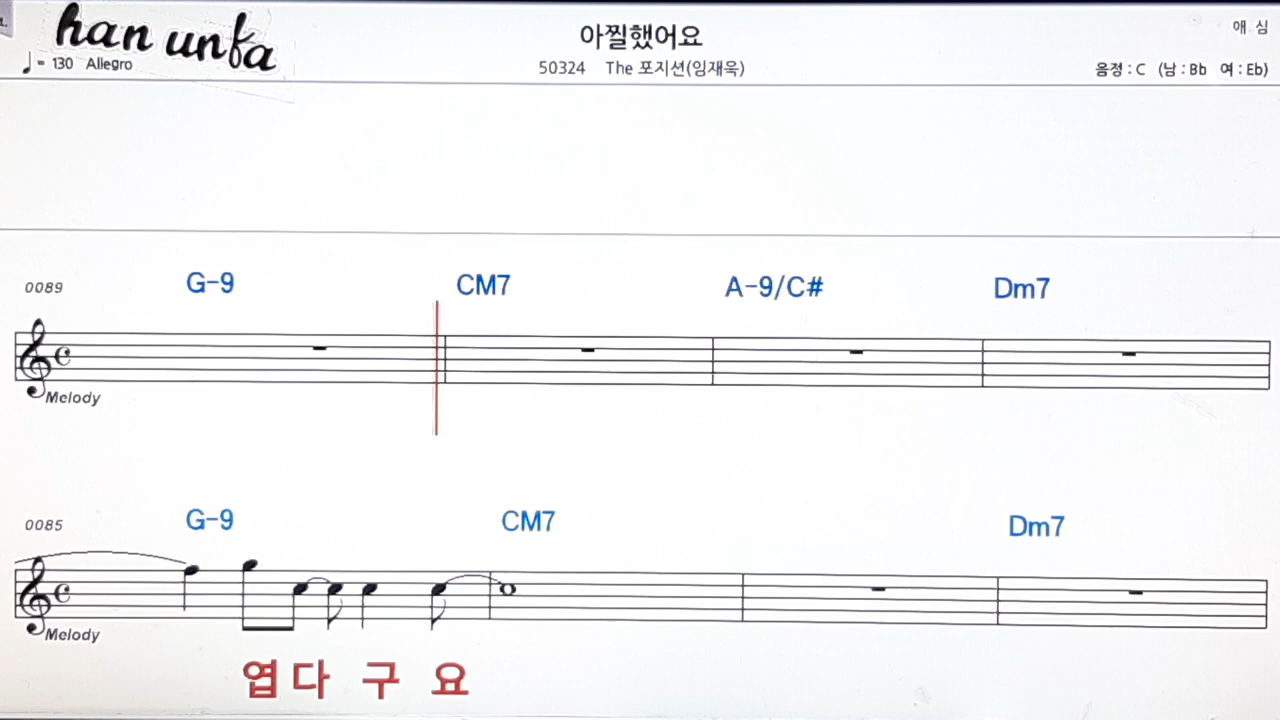 han unfa
♩= 130 Allegro
아찔했어요
50324 The 포지션(임재욱)
애 심
음정 : C (남 : Bb 여 : Eb)
0089 G-9 CM7 A-9/C# Dm7
Melody
0085 G-9 CM7 Dm7
Melody
엽다 구 요